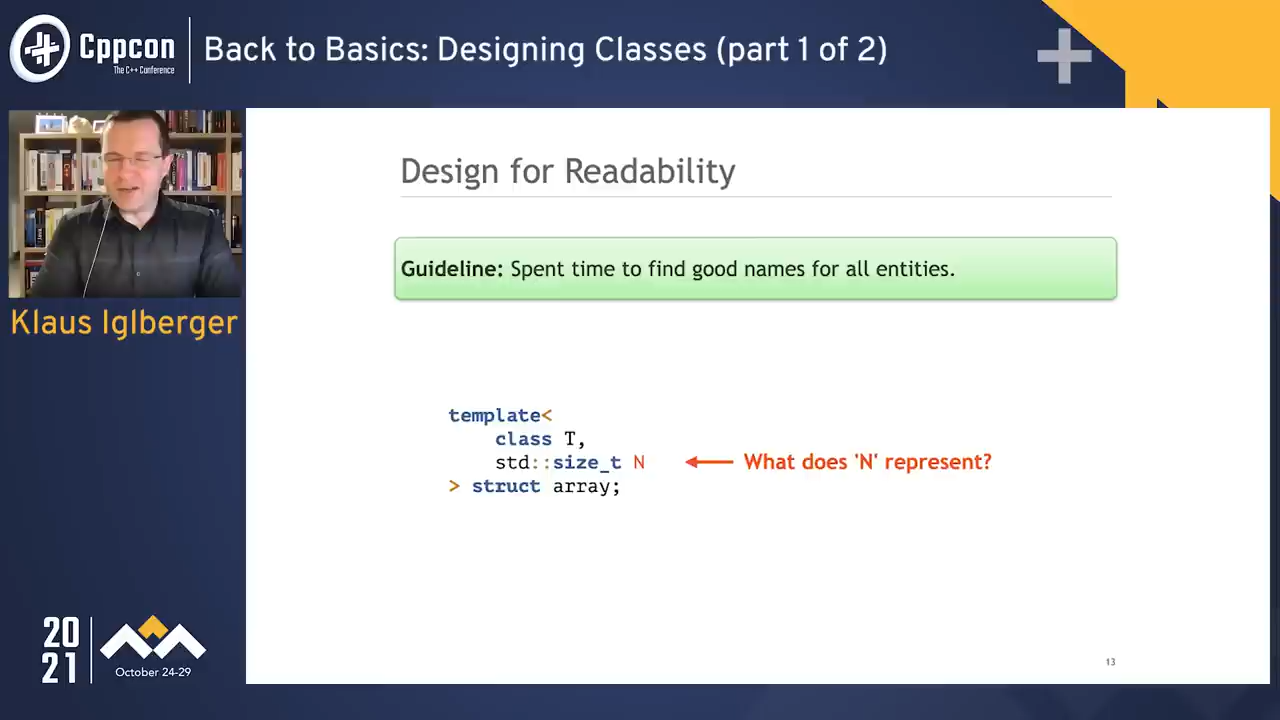 Cppcon
The C++ Conference
Back to Basics: Designing Classes (part 1 of 2)
Klaus Iglberger
Design for Readability
Guideline: Spent time to find good names for all entities.
template<
class T,
std::size_t N
What does 'N' represent?
> struct array;
20
21
October 24-29
13